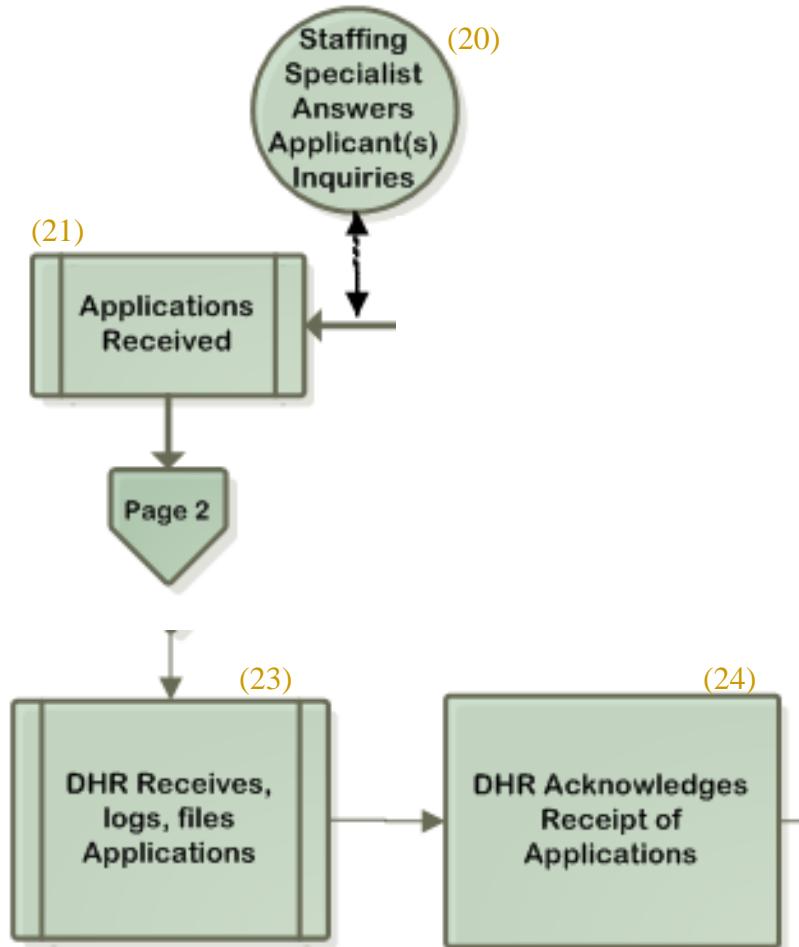 Staffing
Specialist
Answers
Applicant(s)
Inquiries
(20)
(21)
Applications
Received
Page 2
(23)
DHR Receives,
logs, files
Applications
(24)
DHR Acknowledges
Receipt of
Applications